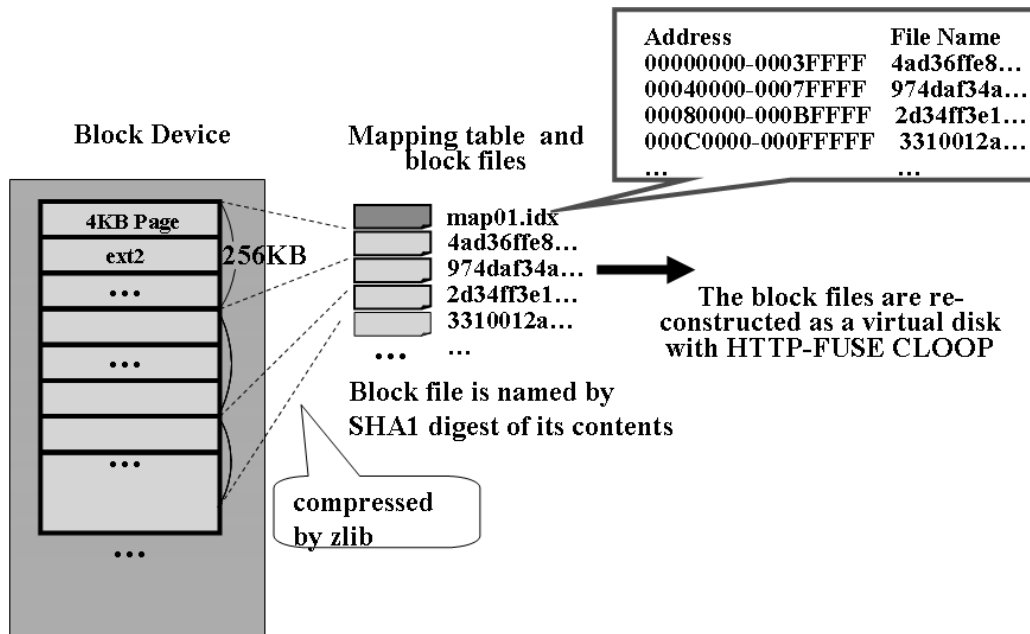 Address File Name
00000000-0003FFFF 4ad36ffe8…
00040000-0007FFFF 974daf34a…
00080000-000BFFFF 2d34ff3e1…
000C0000-000FFFFF 3310012a…
… …
Block Device
Mapping table and
block files
4KB Page
ext2
…
256KB
…
…
…
map01.idx
4ad36ffe8…
974daf34a…
2d34ff3e1…
3310012a…
… …
The block files are re-
constructed as a virtual disk
with HTTP-FUSE CLOOP
Block file is named by
SHA1 digest of its contents
compressed
by zlib